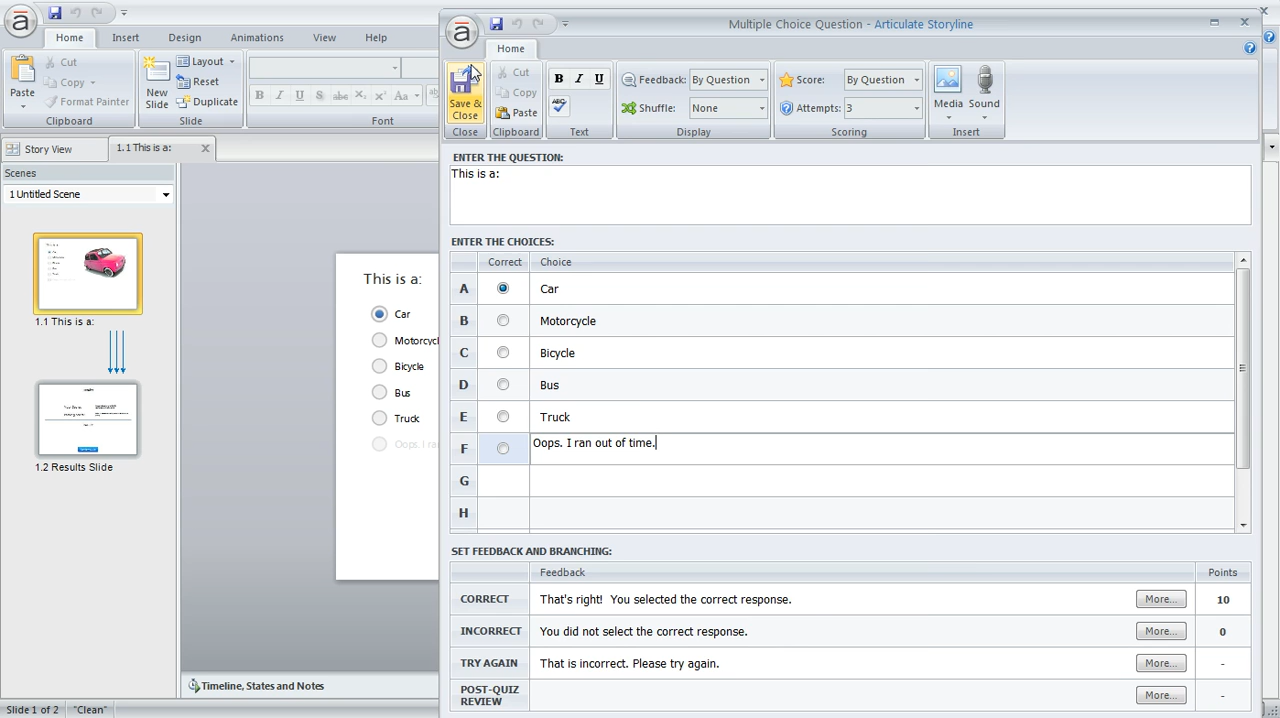 Multiple Choice Question - Articulate Storyline
Home Insert Design Animations View Help
Home
Paste
Cut
Copy
Format Painter
Clipboard
New Slide
Layout
Reset
Duplicate
Slide
B I U S abc
Aa
Font
Save & Close
Close
Cut
Copy
Paste
Clipboard
B I U
ABC
Text
Feedback: By Question
Shuffle: None
Display
Score: By Question
Attempts: 3
Scoring
Media
Sound
Insert
Story View
1.1 This is a:
Scenes
1 Untitled Scene
1.1 This is a:
1.2 Results Slide
This is a:
Car
Motorcycl
Bicycle
Bus
Truck
Oops. I ra
ENTER THE QUESTION:
This is a:
ENTER THE CHOICES:
Correct Choice
A Car
B Motorcycle
C Bicycle
D Bus
E Truck
F Oops. I ran out of time.
G
H
SET FEEDBACK AND BRANCHING:
Feedback Points
CORRECT That's right! You selected the correct response. More... 10
INCORRECT You did not select the correct response. More... 0
TRY AGAIN That is incorrect. Please try again. More... -
POST-QUIZ REVIEW More... -
Timeline, States and Notes
Slide 1 of 2 "Clean"